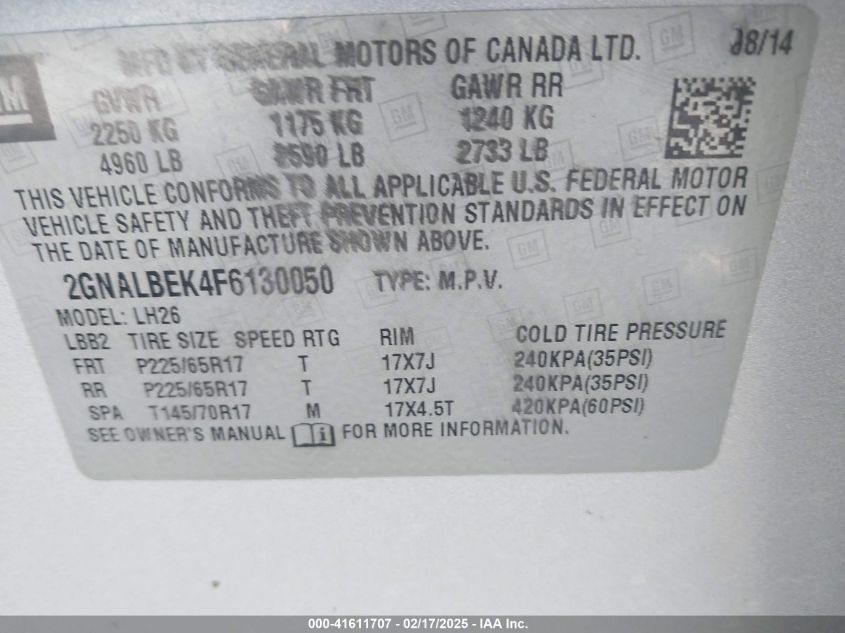 MFD BY GENERAL MOTORS OF CANADA LTD. 08/14
GM
GVWR GAWR FRT GAWR RR
2250 KG 1175 KG 1240 KG
4960 LB 2590 LB 2733 LB
THIS VEHICLE CONFORMS TO ALL APPLICABLE U.S. FEDERAL MOTOR
VEHICLE SAFETY AND THEFT PREVENTION STANDARDS IN EFFECT ON
THE DATE OF MANUFACTURE SHOWN ABOVE.
2GNALBEK4F6130050 TYPE: M.P.V.
MODEL: LH26
LBB2 TIRE SIZE SPEED RTG RIM COLD TIRE PRESSURE
FRT P225/65R17 T 17X7J 240KPA(35PSI)
RR P225/65R17 T 17X7J 240KPA(35PSI)
SPA T145/70R17 M 17X4.5T 420KPA(60PSI)
SEE OWNER'S MANUAL FOR MORE INFORMATION.
000-41611707 - 02/17/2025 - IAA Inc.